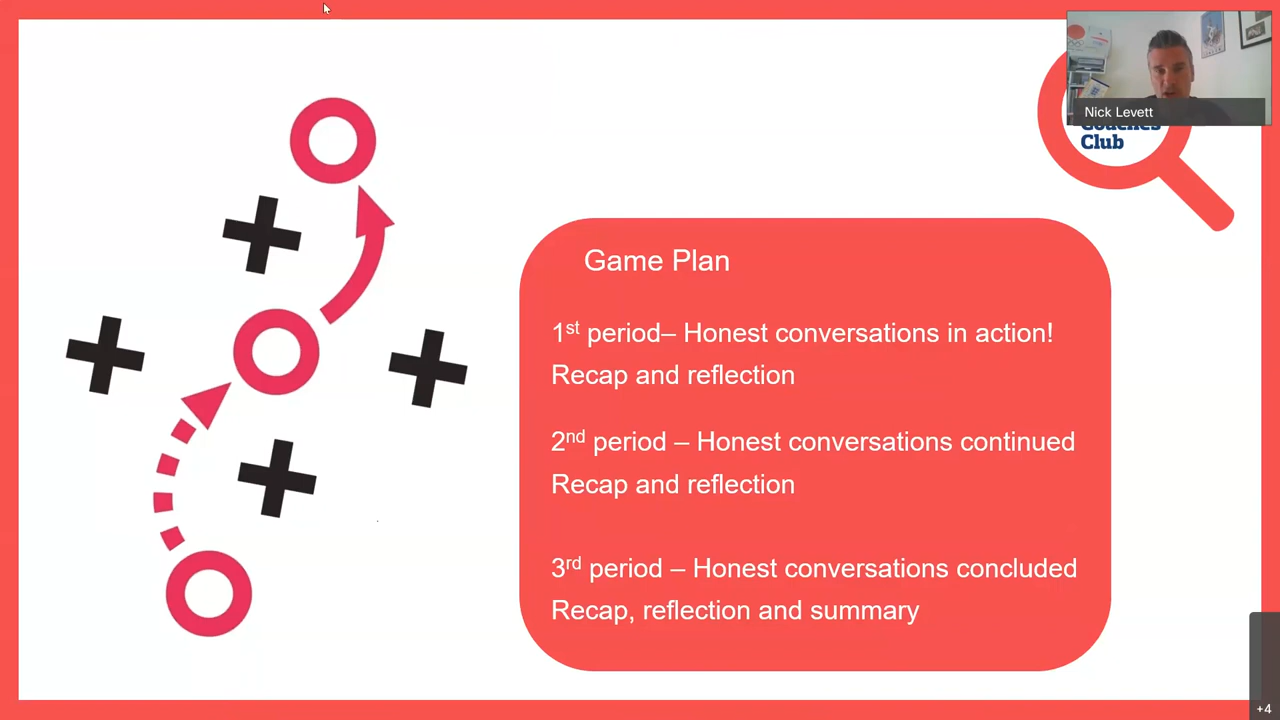 Nick Levett
Club
Game Plan
1st period– Honest conversations in action!
Recap and reflection
2nd period – Honest conversations continued
Recap and reflection
3rd period – Honest conversations concluded
Recap, reflection and summary
+4